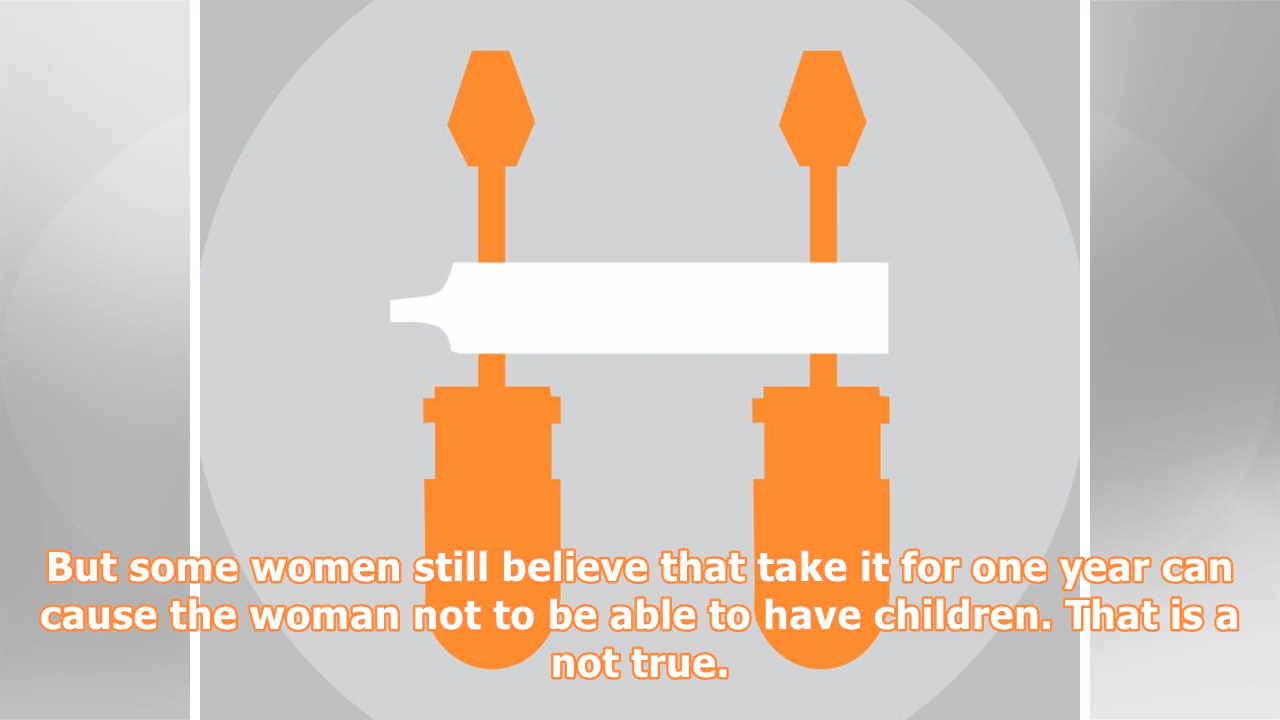 But some women still believe that take it for one year can
cause the woman not to be able to have children. That is a
not true.